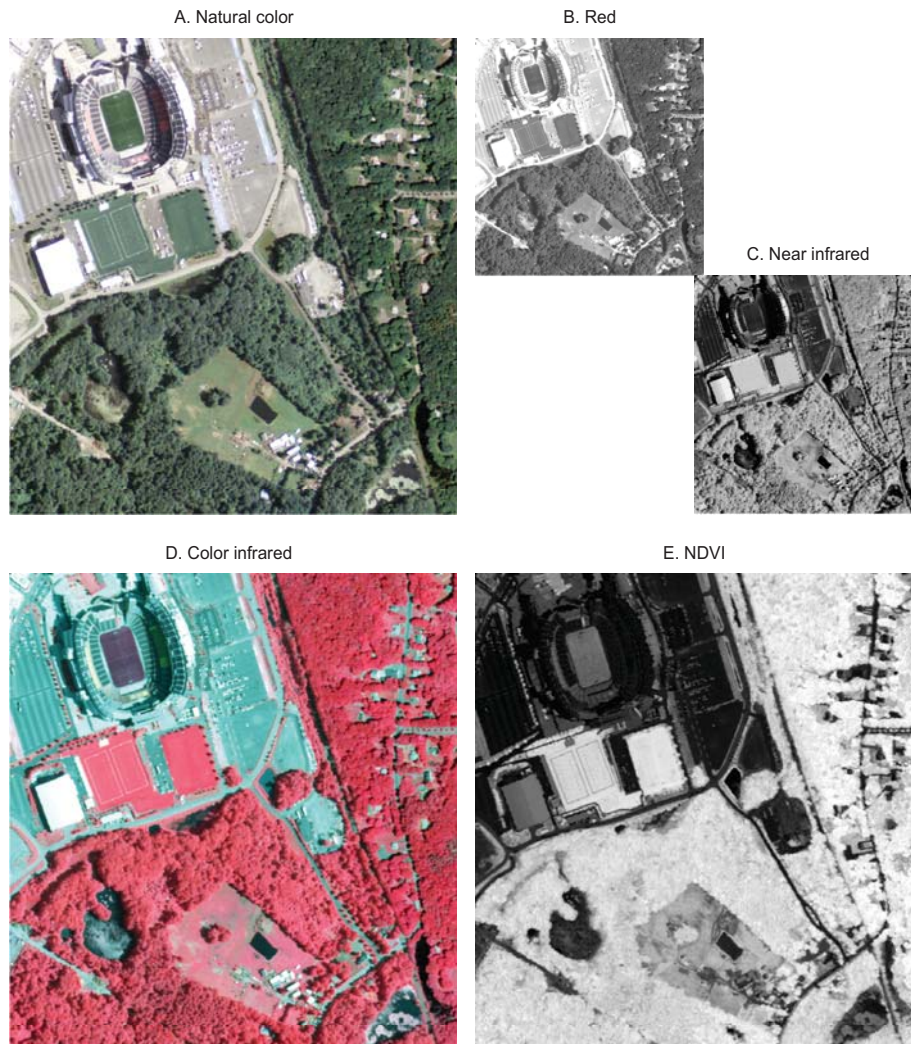 A. Natural color
B. Red
C. Near infrared
D. Color infrared
E. NDVI